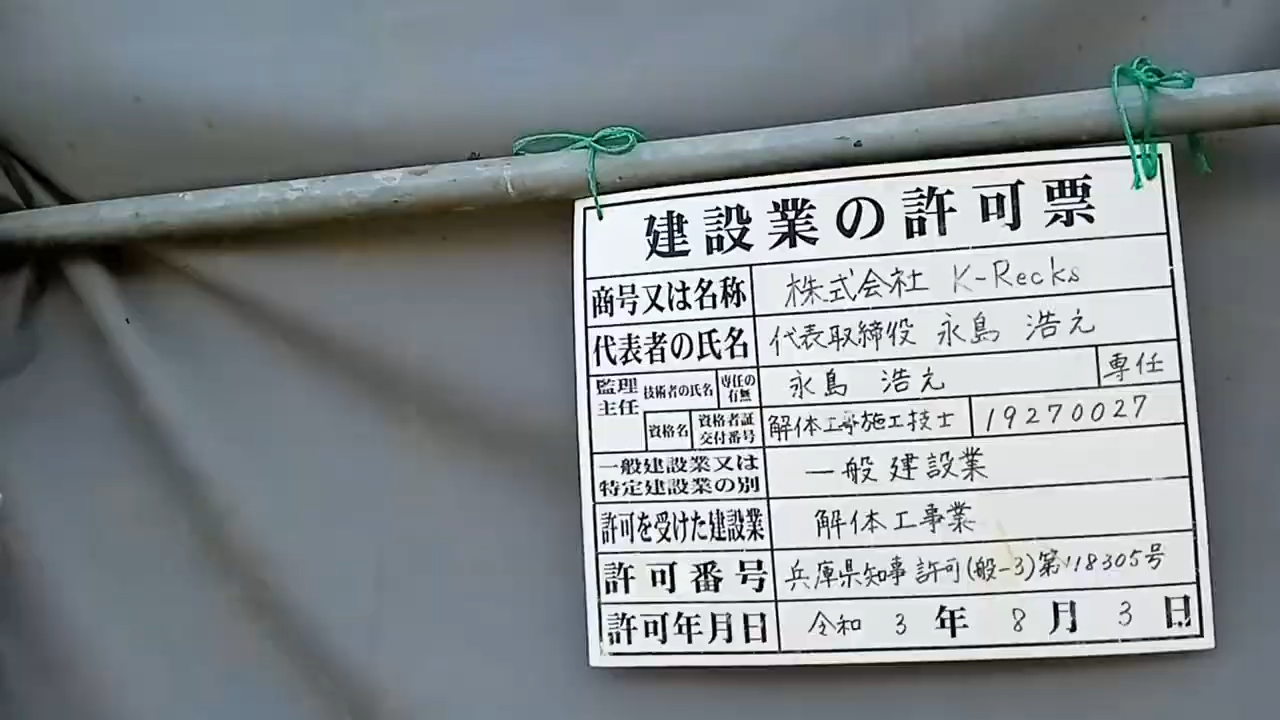 建設業の許可票
商号又は名称 株式会社 K-Recks
代表者の氏名 代表取締役 永島 浩え
監理主任 技術者の氏名 専任の有無 永島 浩え 専任
資格名 資格者証交付番号 解体工事施工技士 19270027
一般建設業又は特定建設業の別 一般建設業
許可を受けた建設業 解体工事業
許可番号 兵庫県知事 許可(般-3)第118305号
許可年月日 令和 3 年 8 月 3 日